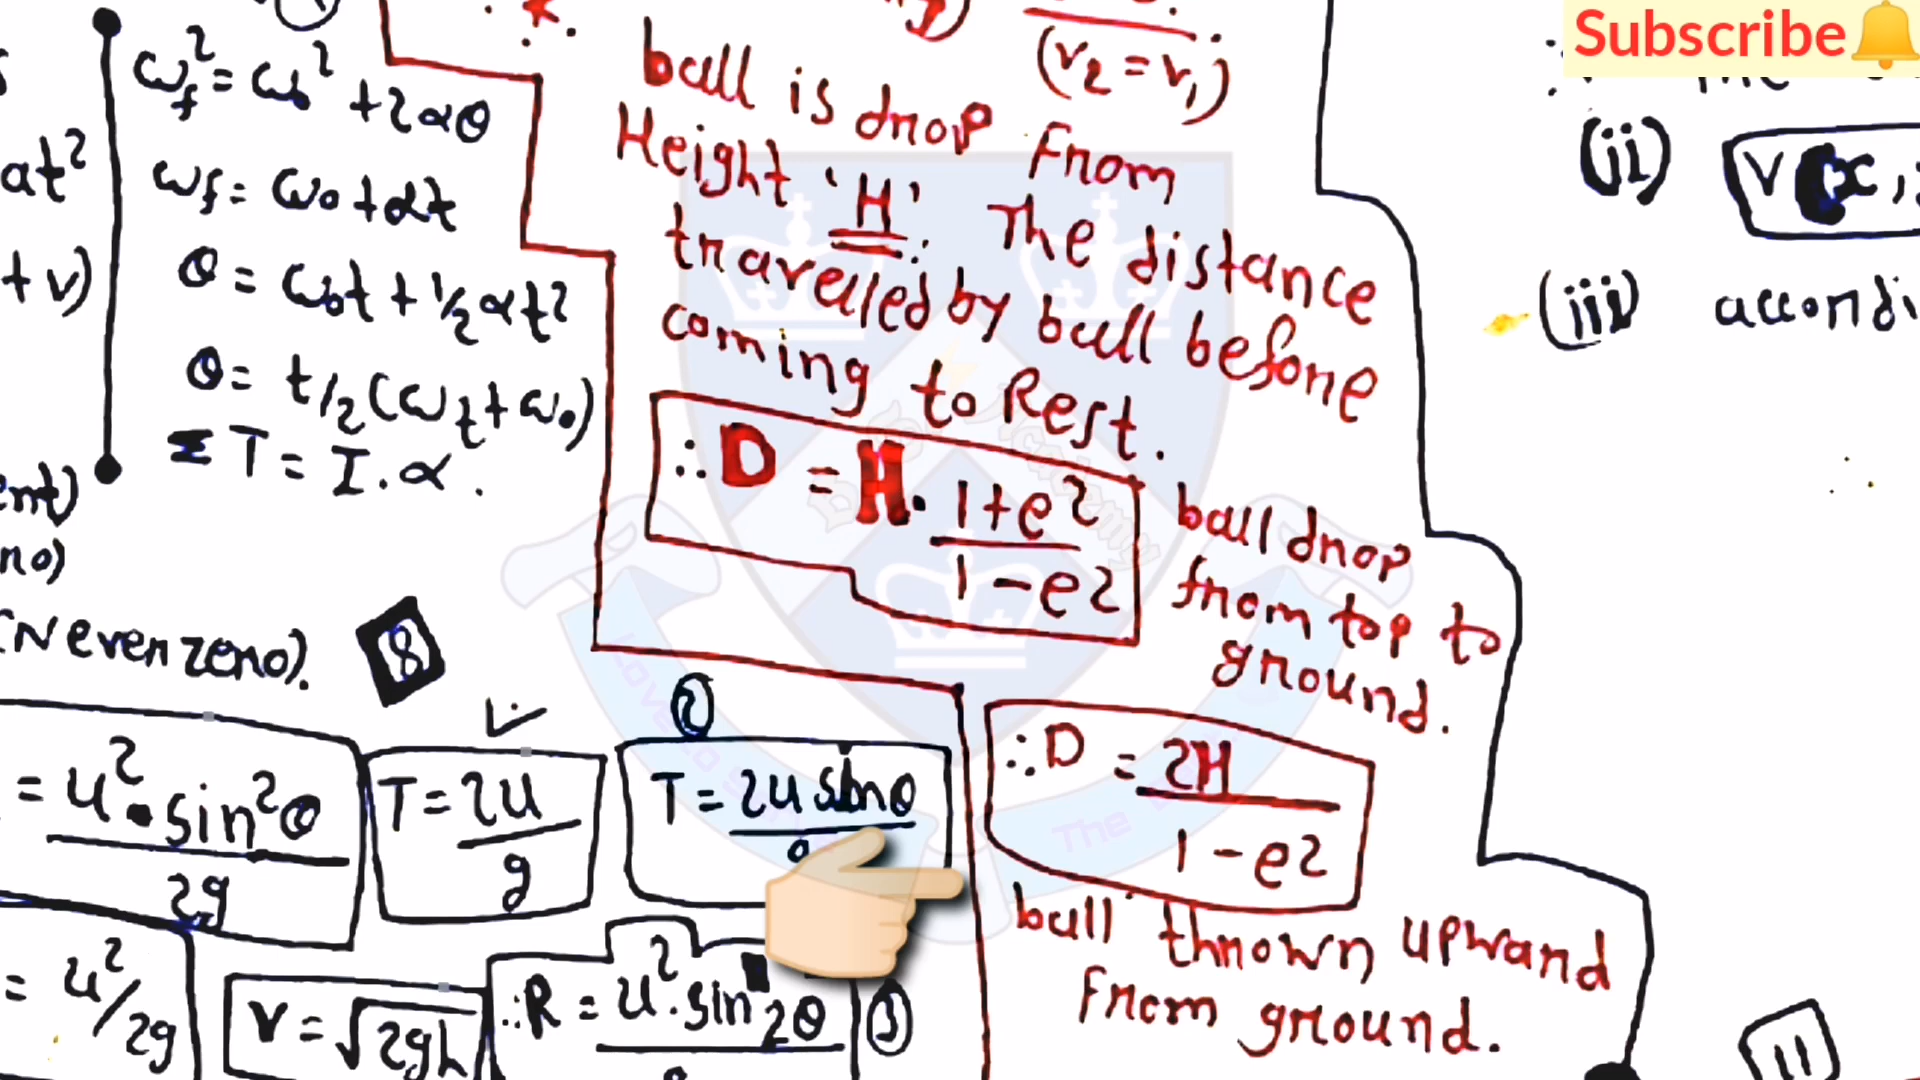 Subscribe
ω_f² = ω₀² + 2αθ
ω_f = ω₀ + αt
θ = ω₀t + ½αt²
θ = t/2 (ω_t + ω₀)
T = I . α .
at²
+ v)
no)
(Never zero).
8
(v₂ = v₁)
ball is drop from
Height 'H'. The distance
travelled by ball before
coming to Rest.
∴ D = H. 1+e² / 1-e²
ball drop
from top to
ground.
∴ D = 2H / 1-e²
ball thrown upward
from ground.
= u² . sin²θ / 2g
T = 2u / g
②
T = 2u sinθ
= u²/2g
V = √2gh
∴ R = u² . sin 2θ
③
(ii) V
(iii)
11